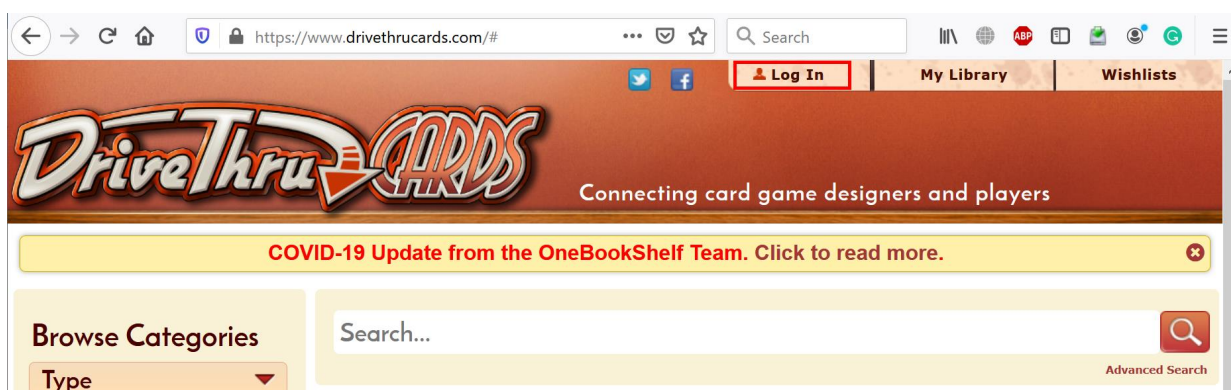 https://www.drivethrucards.com/#
Search
ABP
Log In
My Library
Wishlists
DriveThru CARDS
Connecting card game designers and players
COVID-19 Update from the OneBookShelf Team. Click to read more.
Browse Categories
Search...
Advanced Search
Type